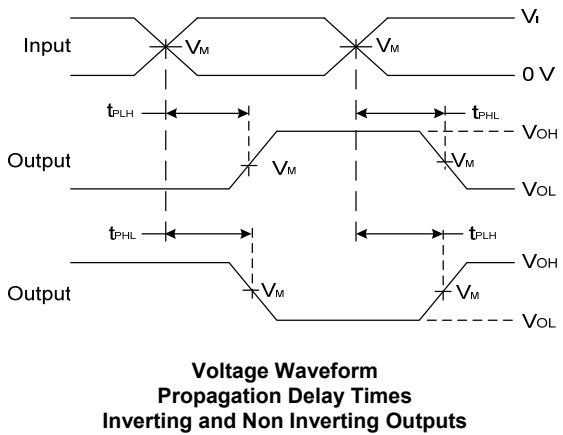 VI
Input
VM
VM
0 V
tPLH
tPHL
VOH
Output
VM
VM
VOL
tPHL
tPLH
VOH
Output
VM
VM
VOL
Voltage Waveform
Propagation Delay Times
Inverting and Non Inverting Outputs